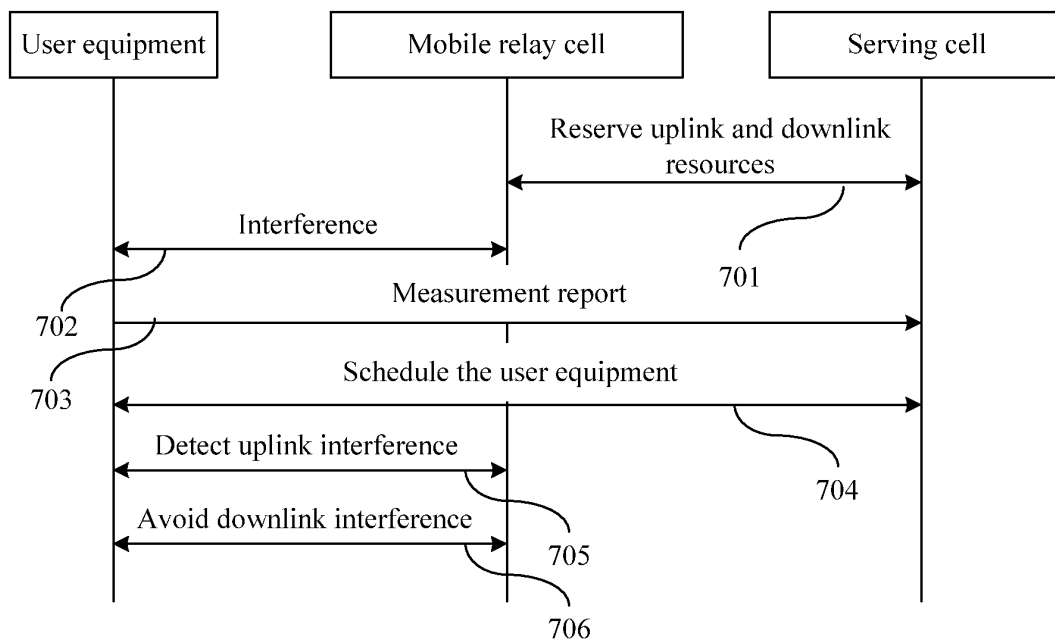 User equipment
Mobile relay cell
Serving cell
Reserve uplink and downlink
resources
701
Interference
702
Measurement report
703
Schedule the user equipment
704
Detect uplink interference
705
Avoid downlink interference
706